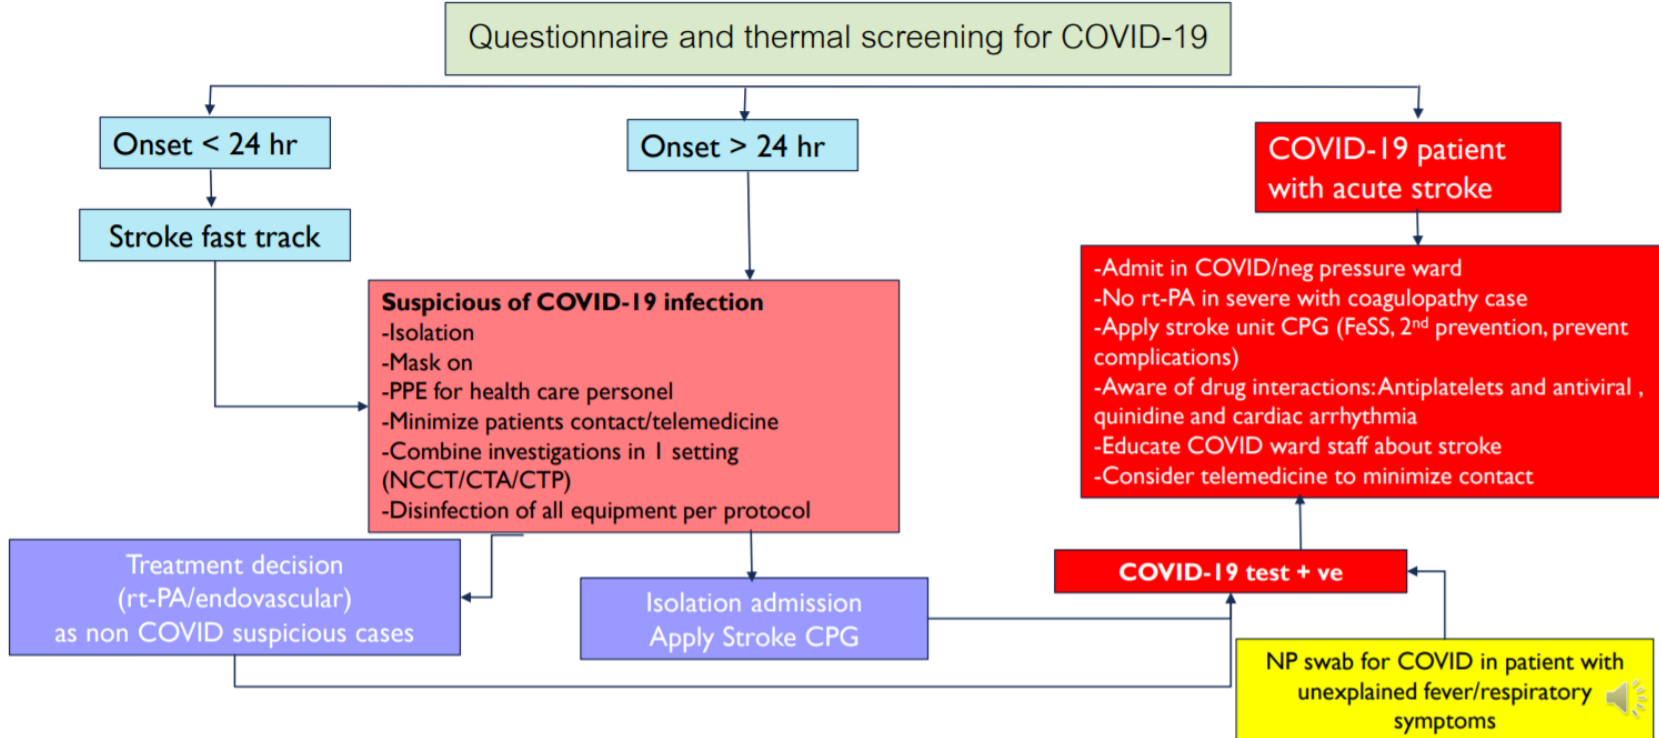 Questionnaire and thermal screening for COVID-19
Onset < 24 hr
Onset > 24 hr
COVID-19 patient
with acute stroke
Stroke fast track
Suspicious of COVID-19 infection
-Isolation
-Mask on
-PPE for health care personel
-Minimize patients contact/telemedicine
-Combine investigations in 1 setting
(NCCT/CTA/CTP)
-Disinfection of all equipment per protocol
-Admit in COVID/neg pressure ward
-No rt-PA in severe with coagulopathy case
-Apply stroke unit CPG (FeSS, 2nd prevention, prevent
complications)
-Aware of drug interactions: Antiplatelets and antiviral ,
quinidine and cardiac arrhythmia
-Educate COVID ward staff about stroke
-Consider telemedicine to minimize contact
Treatment decision
(rt-PA/endovascular)
as non COVID suspicious cases
Isolation admission
Apply Stroke CPG
COVID-19 test + ve
NP swab for COVID in patient with
unexplained fever/respiratory
symptoms